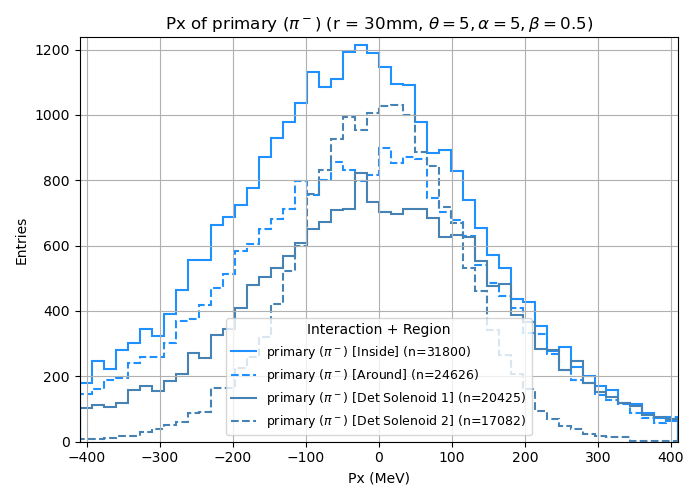 Px of primary (π⁻) (r = 30mm, θ = 5, α = 5, β = 0.5)
1200
1000
800
600
400
200
0
Entries
Interaction + Region
primary (π⁻) [Inside] (n=31800)
primary (π⁻) [Around] (n=24626)
primary (π⁻) [Det Solenoid 1] (n=20425)
primary (π⁻) [Det Solenoid 2] (n=17082)
−400 −300 −200 −100 0 100 200 300 400
Px (MeV)